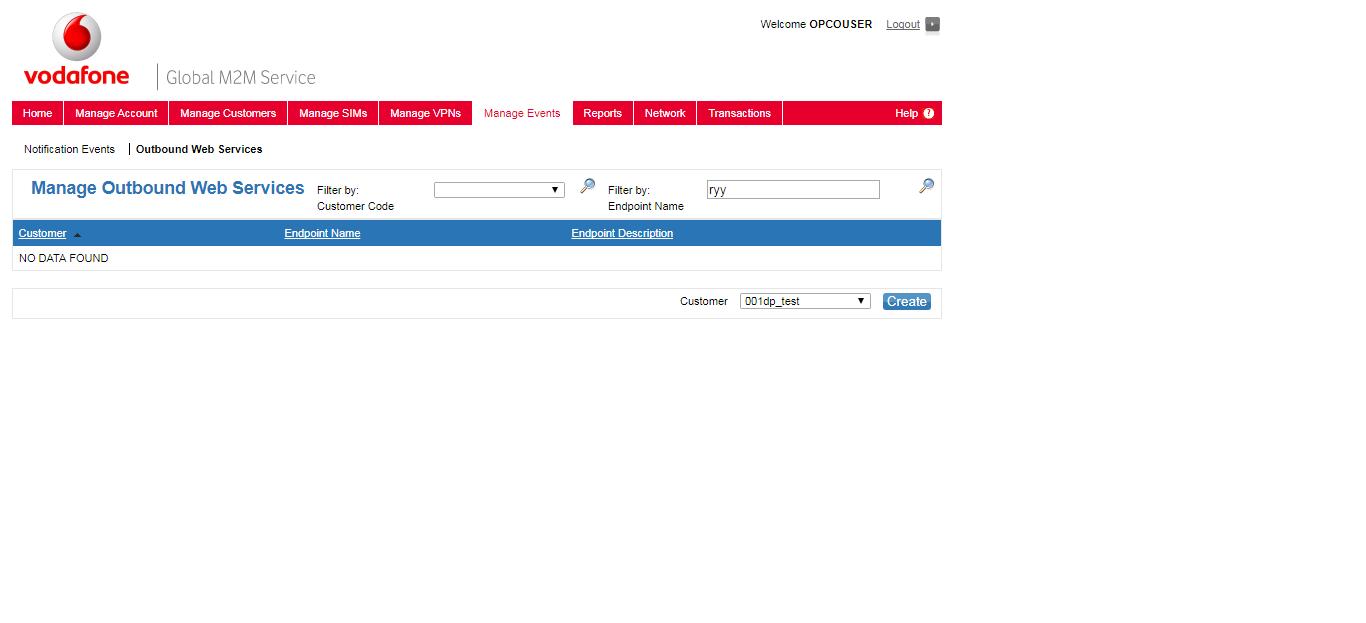 Welcome OPCOUSER Logout
vodafone
Global M2M Service
Home Manage Account Manage Customers Manage SIMs Manage VPNs Manage Events Reports Network Transactions Help ?
Notification Events Outbound Web Services
Manage Outbound Web Services Filter by: Filter by: ryy
Customer Code Endpoint Name
Customer Endpoint Name Endpoint Description
NO DATA FOUND
Customer 001dp_test Create